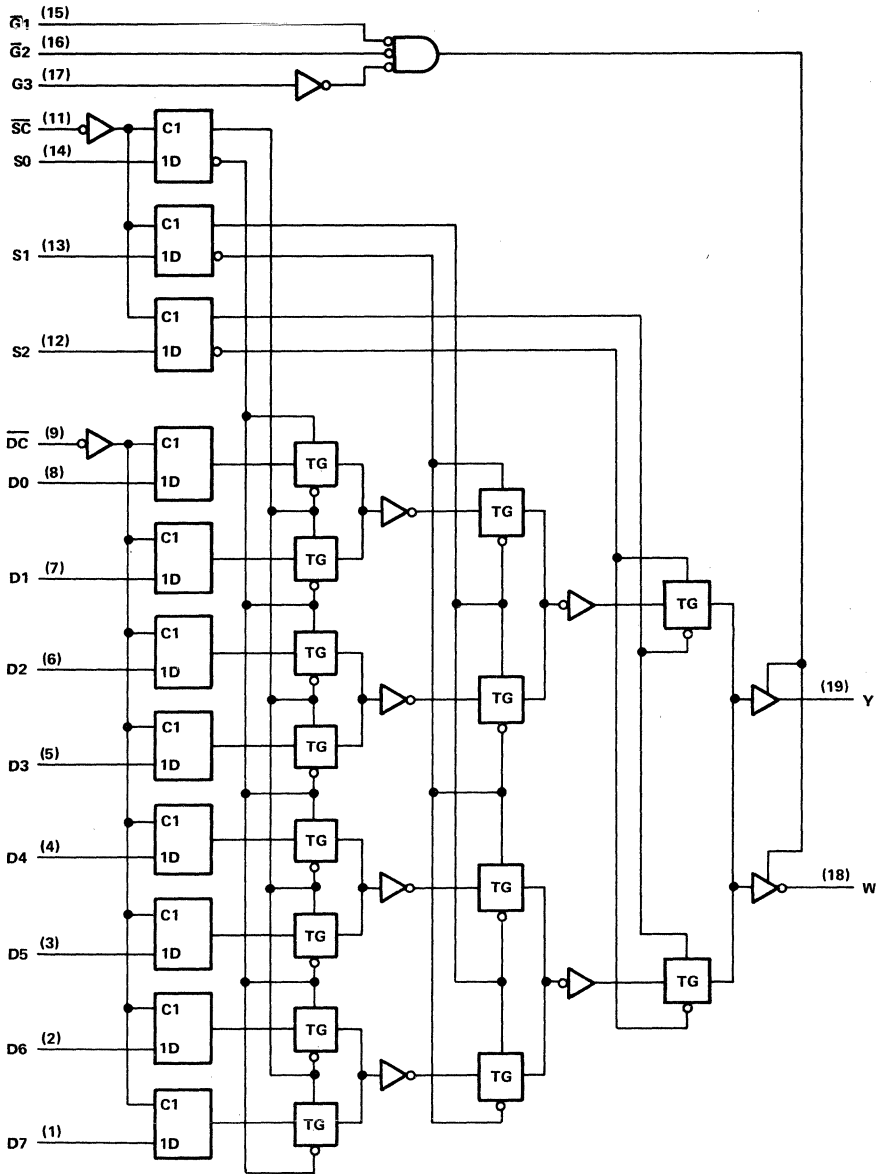 G̅1 (15)
G̅2 (16)
G3 (17)
S̅C̅ (11) C1
S0 (14) 1D
C1
S1 (13) 1D
C1
S2 (12) 1D
D̅C̅ (9) C1 TG
D0 (8) 1D TG
C1 TG
D1 (7) 1D TG
C1 TG
D2 (6) 1D (19) Y
TG
C1 TG
D3 (5) 1D
C1 TG
D4 (4) 1D TG (18) W
C1 TG
D5 (3) 1D TG
C1 TG
D6 (2) 1D TG
C1 TG
D7 (1) 1D